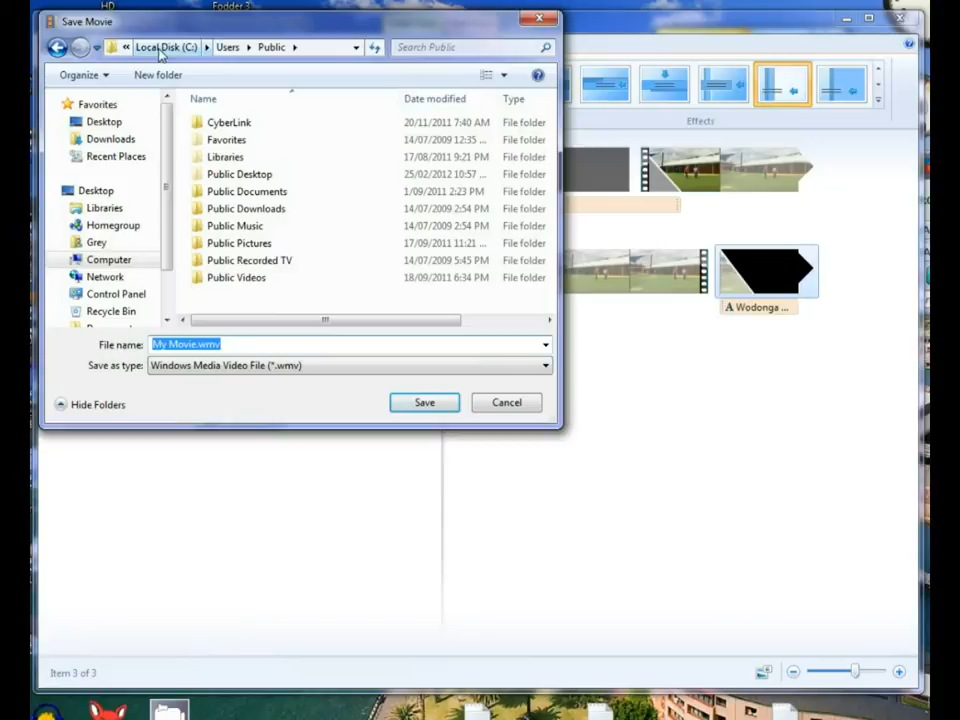 HD
Fodder 3
Save Movie
« Local Disk (C:) Users Public
Search Public
Organize
New folder
Favorites
Desktop
Downloads
Recent Places
Desktop
Libraries
Homegroup
Grey
Computer
Network
Control Panel
Recycle Bin
Name Date modified Type
CyberLink 20/11/2011 7:40 AM File folder
Favorites 14/07/2009 12:35 ... File folder
Libraries 17/08/2011 9:21 PM File folder
Public Desktop 25/02/2012 10:57 ... File folder
Public Documents 1/09/2011 2:23 PM File folder
Public Downloads 14/07/2009 2:54 PM File folder
Public Music 14/07/2009 2:54 PM File folder
Public Pictures 17/09/2011 11:21 ... File folder
Public Recorded TV 14/07/2009 5:45 PM File folder
Public Videos 18/09/2011 6:34 PM File folder
File name: My Movie.wmv
Save as type: Windows Media Video File (*.wmv)
Hide Folders
Save
Cancel
Effects
A Wodonga ...
Item 3 of 3